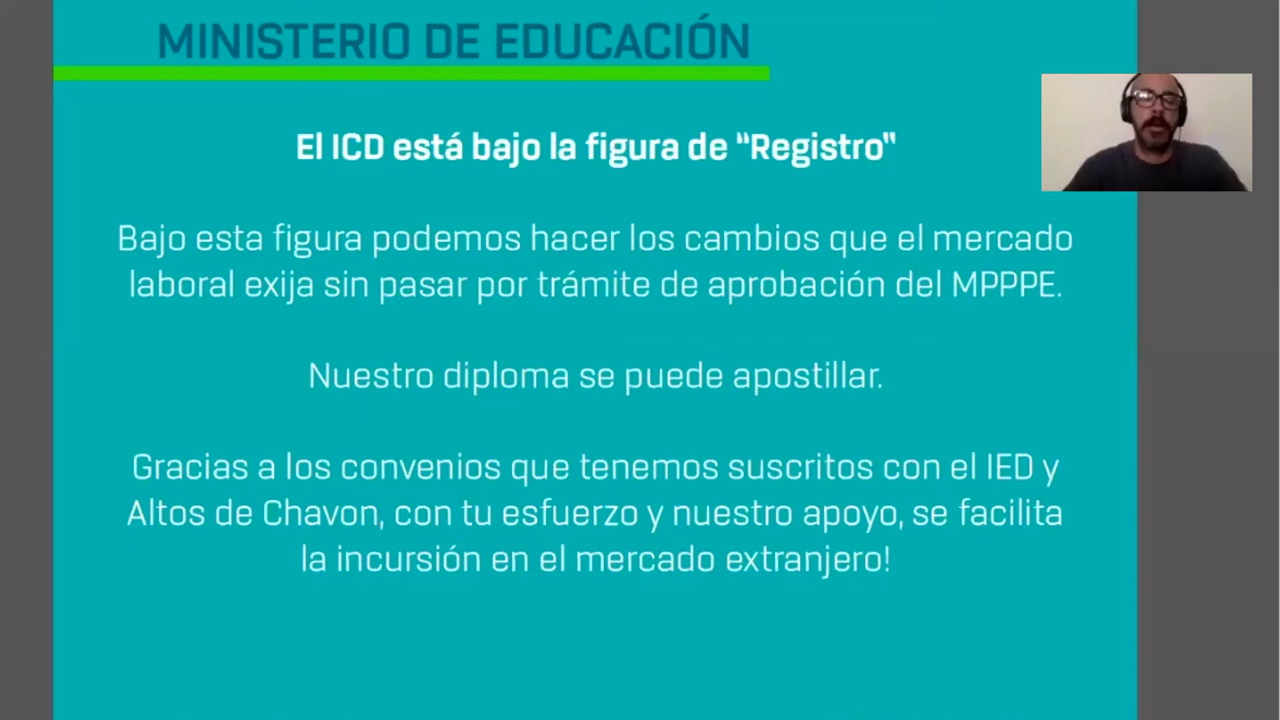 MINISTERIO DE EDUCACIÓN
El ICD está bajo la figura de “Registro”
Bajo esta figura podemos hacer los cambios que el mercado
laboral exija sin pasar por trámite de aprobación del MPPPE.
Nuestro diploma se puede apostillar.
Gracias a los convenios que tenemos suscritos con el IED y
Altos de Chavon, con tu esfuerzo y nuestro apoyo, se facilita
la incursión en el mercado extranjero!